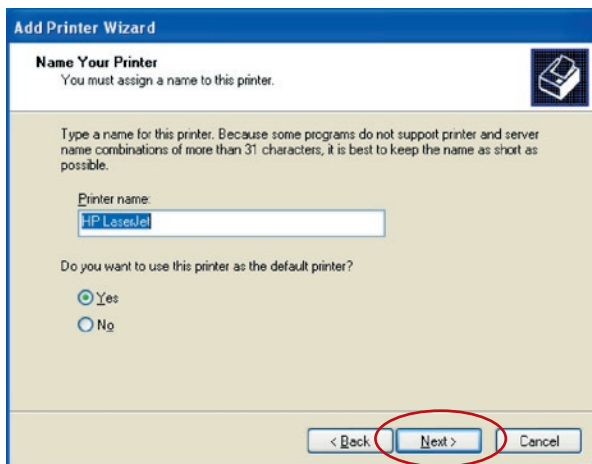 Add Printer Wizard
Name Your Printer
You must assign a name to this printer.
Type a name for this printer. Because some programs do not support printer and server
name combinations of more than 31 characters, it is best to keep the name as short as
possible.
Printer name:
HP LaserJet
Do you want to use this printer as the default printer?
Yes
No
< Back
Next >
Cancel